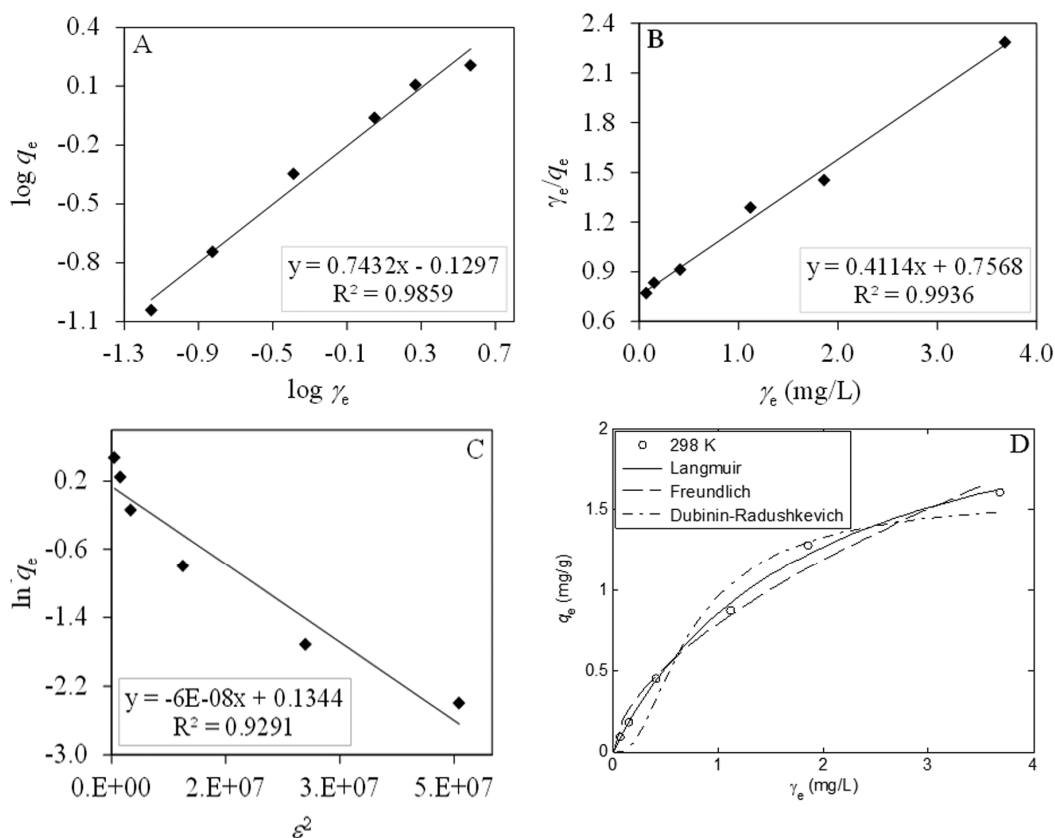 A
log qe
0.4
0.1
-0.2
-0.5
-0.8
-1.1
y = 0.7432x - 0.1297
R² = 0.9859
-1.3 -0.9 -0.5 -0.1 0.3 0.7
log γe
B
γe/qe
2.4
2.1
1.8
1.5
1.2
0.9
0.6
y = 0.4114x + 0.7568
R² = 0.9936
0.0 1.0 2.0 3.0 4.0
γe (mg/L)
C
ln qe
0.2
-0.6
-1.4
-2.2
-3.0
y = -6E-08x + 0.1344
R² = 0.9291
0.E+00 2.E+07 3.E+07 5.E+07
ε²
D
298 K
Langmuir
Freundlich
Dubinin-Radushkevich
qe (mg/g)
2
1.5
1
0.5
0
0 1 2 3 4
γe (mg/L)